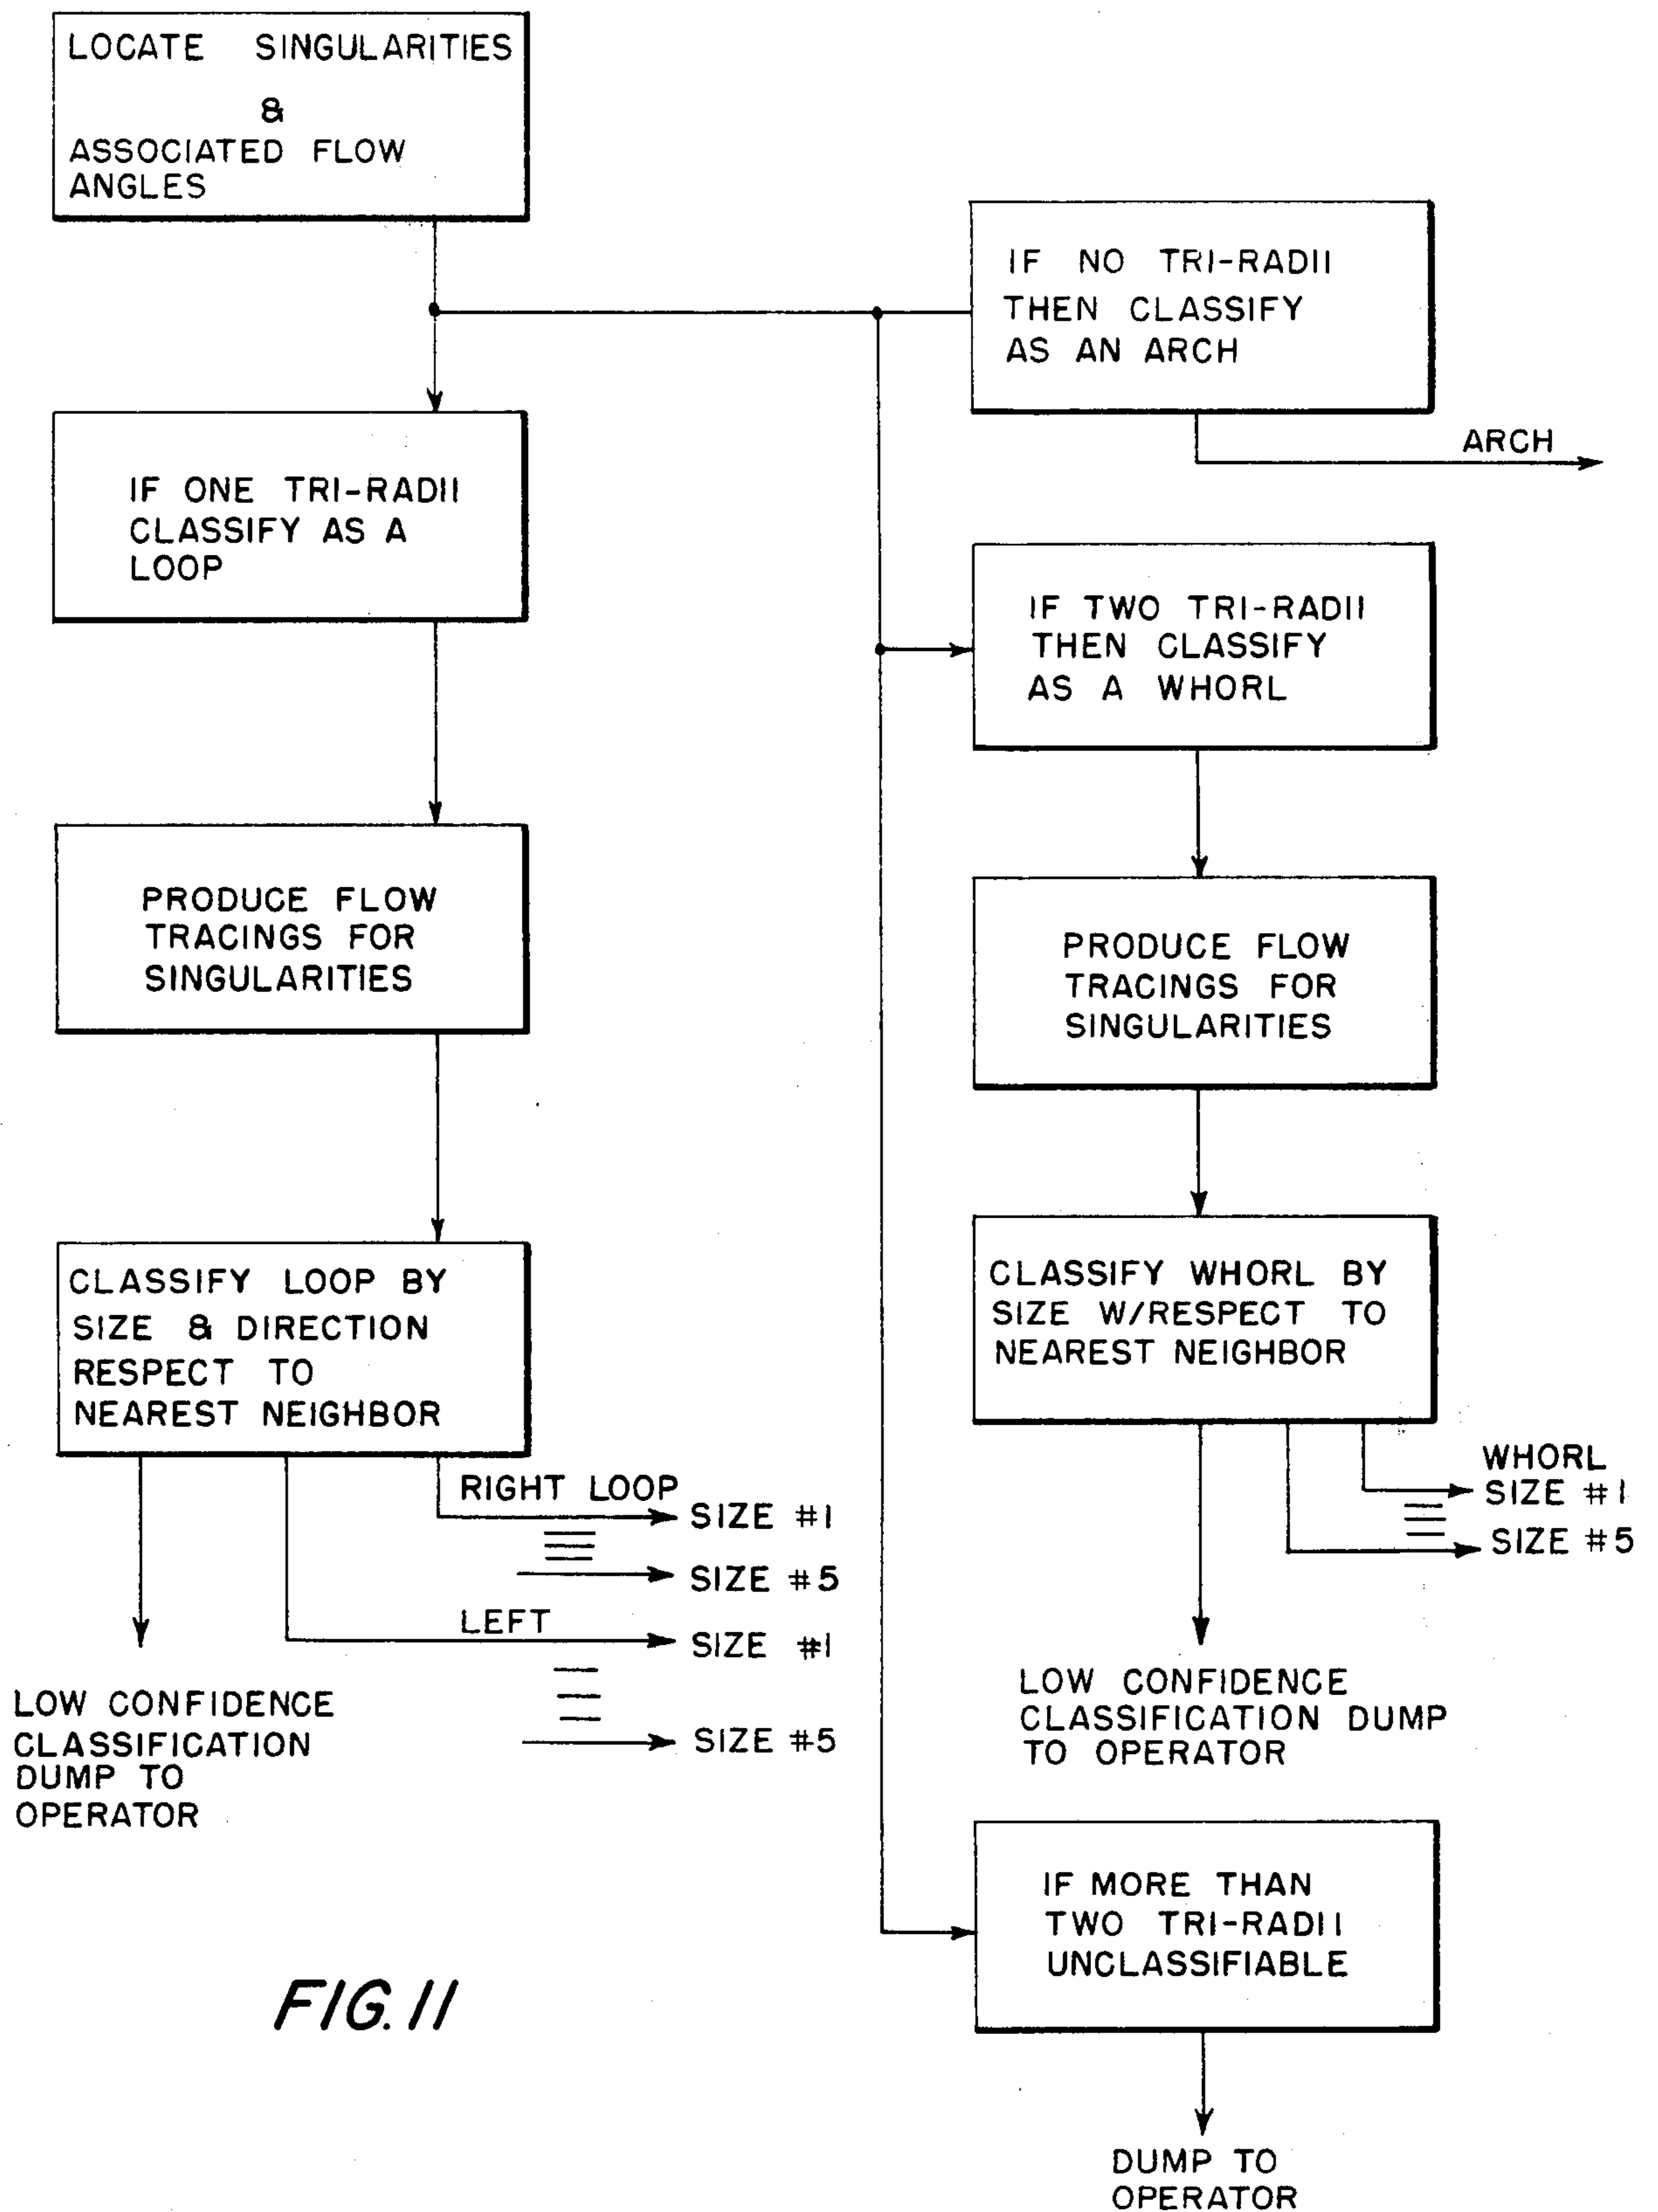 LOCATE SINGULARITIES
&
ASSOCIATED FLOW
ANGLES
IF NO TRI-RADII
THEN CLASSIFY
AS AN ARCH
ARCH
IF ONE TRI-RADII
CLASSIFY AS A
LOOP
IF TWO TRI-RADII
THEN CLASSIFY
AS A WHORL
PRODUCE FLOW
TRACINGS FOR
SINGULARITIES
PRODUCE FLOW
TRACINGS FOR
SINGULARITIES
CLASSIFY LOOP BY
SIZE & DIRECTION
RESPECT TO
NEAREST NEIGHBOR
CLASSIFY WHORL BY
SIZE W/RESPECT TO
NEAREST NEIGHBOR
RIGHT LOOP
SIZE #1
SIZE #5
LEFT
SIZE #1
SIZE #5
WHORL
SIZE #1
SIZE #5
LOW CONFIDENCE
CLASSIFICATION
DUMP TO
OPERATOR
LOW CONFIDENCE
CLASSIFICATION DUMP
TO OPERATOR
IF MORE THAN
TWO TRI-RADII
UNCLASSIFIABLE
DUMP TO
OPERATOR
FIG. 11